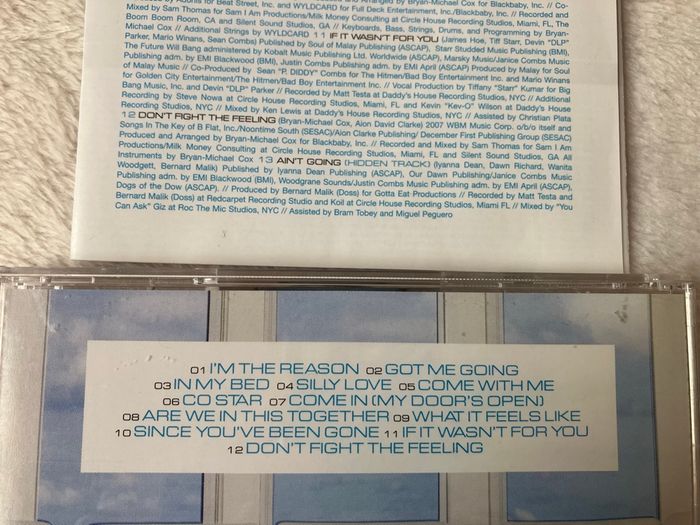 Produced by Adonis for Beat Street, Inc. and WYLDCARD for Full Deck Entertainment, Inc./Blackbaby, Inc. // Co-
Mixed by Sam Thomas for Sam I Am Productions/Milk Money Consulting at Circle House Recording Studios, Miami, FL, The
Boom Boom Room, CA and Silent Sound Studios, GA // Keyboards, Bass, Strings, Drums, and Programming by Bryan-
Michael Cox // Additional Strings by WYLDCARD 11 IF IT WASN'T FOR YOU (James Hoe, Tiff Starr, Devin "DLP"
Parker, Mario Winans, Sean Combs) Published by Soul of Malay Publishing (ASCAP), Starr Studded Music Publishing (BMI),
The Future Will Bang administered by Kobalt Music Publishing Ltd. Worldwide (ASCAP), Marsky Music/Janice Combs Music
Publishing adm. by EMI Blackwood (BMI), Justin Combs Publishing adm. by EMI April (ASCAP) Produced by Malay for Soul
of Malay Music // Co-Produced by Sean "P. DIDDY" Combs for The Hitmen/Bad Boy Entertainment Inc. and Mario Winans
for Golden City Entertainment/The Hitmen/Bad Boy Entertainment Inc. // Vocal Production by Tiffany "Starr" Kumar for Big
Bang Music, Inc. and Devin "DLP" Parker // Recorded by Matt Testa at Daddy's House Recording Studios, NYC // Additional
Recording by Steve Nowa at Circle House Recording Studios, Miami, FL and Kevin "Kev-O" Wilson at Daddy's House
Recording Studios, NYC // Mixed by Ken Lewis at Daddy's House Recording Studios, NYC // Assisted by Christian Plata
12 DON'T FIGHT THE FEELING (Bryan-Michael Cox, Aion David Clarke) 2007 WBM Music Corp. o/b/o itself and
Songs In The Key of B Flat, Inc./Noontime South (SESAC)/Aion Clarke Publishing/ December First Publishing Group (SESAC)
Produced and Arranged by Bryan-Michael Cox for Blackbaby, Inc. // Recorded and Mixed by Sam Thomas for Sam I Am
Productions/Milk Money Consulting at Circle House Recording Studios, Miami, FL and Silent Sound Studios, GA All
Instruments by Bryan-Michael Cox 13 AIN'T GOING (HIDDEN TRACK) (Iyanna Dean, Dawn Richard, Wanita
Woodgett, Bernard Malik) Published by Iyanna Dean Publishing (ASCAP), Our Dawn Publishing/Janice Combs Music
Publishing adm. by EMI Blackwood (BMI), Woodgrane Sounds/Justin Combs Music Publishing adm. by EMI April (ASCAP),
Dogs of the Dow (ASCAP). // Produced by Bernard Malik (Doss) for Gotta Eat Productions // Recorded by Matt Testa and
Bernard Malik (Doss) at Redcarpet Recording Studio and Koil at Circle House Recording Studios, Miami FL // Mixed by "You
Can Ask" Giz at Roc The Mic Studios, NYC // Assisted by Bram Tobey and Miguel Peguero
01 I'M THE REASON 02 GOT ME GOING
03 IN MY BED 04 SILLY LOVE 05 COME WITH ME
06 CO STAR 07 COME IN (MY DOOR'S OPEN)
08 ARE WE IN THIS TOGETHER 09 WHAT IT FEELS LIKE
10 SINCE YOU'VE BEEN GONE 11 IF IT WASN'T FOR YOU
12 DON'T FIGHT THE FEELING